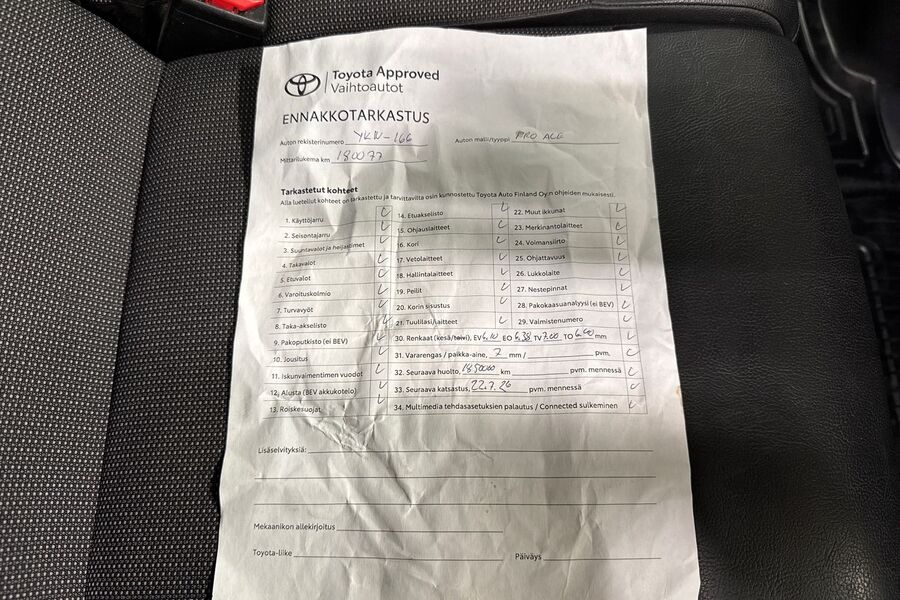 Toyota Approved
Vaihtoautot
ENNAKKOTARKASTUS
Auton rekisterinumero YKN-166 Auton malli/tyyppi PRO ACE
Mittarilukema km 180077
Tarkastetut kohteet
Alla luetellut kohteet on tarkastettu ja tarvittavilta osin kunnostettu Toyota Auto Finland Oy:n ohjeiden mukaisesti.
1. Käyttöjarru
2. Seisontajarru
3. Suuntavalot ja heijastimet
4. Takavalot
5. Etuvalot
6. Varoituskolmio
7. Turvavyöt
8. Taka-akselisto
9. Pakoputkisto (ei BEV)
10. Jousitus
11. Iskunvaimentimen vuodot
12. Alusta (BEV akkukotelo)
13. Roiskesuojat
14. Etuakselisto
15. Ohjauslaitteet
16. Kori
17. Vetolaitteet
18. Hallintalaitteet
19. Peilit
20. Korin sisustus
21. Tuulilasi/laitteet
22. Muut ikkunat
23. Merkinantolaitteet
24. Voimansiirto
25. Ohjattavuus
26. Lukkolaite
27. Nestepinnat
28. Pakokaasuanalyysi (ei BEV)
29. Valmistenumero
30. Renkaat (kesä/talvi), EV 6.10 EO 6.38 TV 7.00 TO 6.90 mm
31. Vararengas / paikka-aine, 7 mm / pvm.
32. Seuraava huolto, 185000 km pvm. mennessä
33. Seuraava katsastus, 22.7.26 pvm. mennessä
34. Multimedia tehdasasetuksien palautus / Connected sulkeminen
Lisäselvityksiä:
Mekaanikon allekirjoitus
Toyota-liike Päiväys